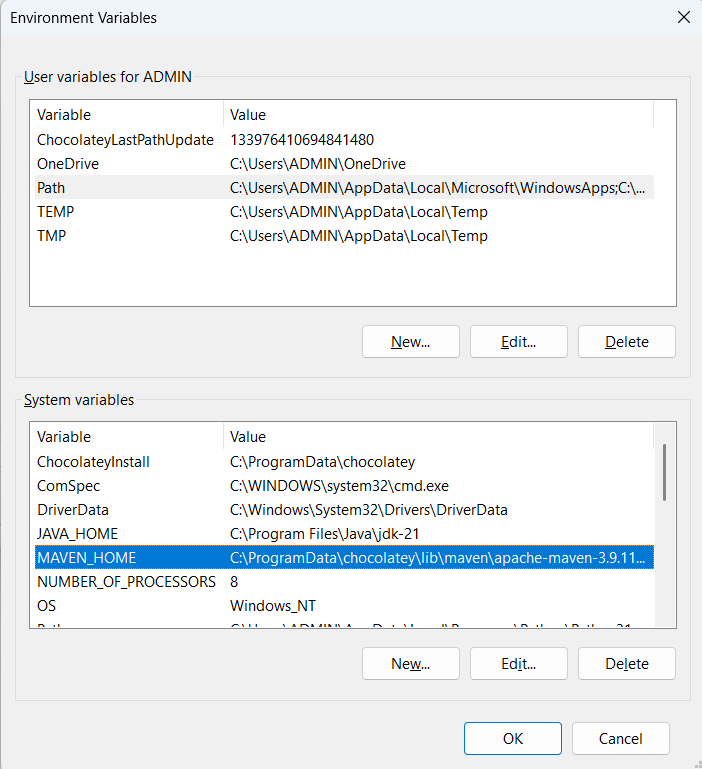 Environment Variables
User variables for ADMIN
Variable Value
ChocolateyLastPathUpdate 133976410694841480
OneDrive C:\Users\ADMIN\OneDrive
Path C:\Users\ADMIN\AppData\Local\Microsoft\WindowsApps;C:\...
TEMP C:\Users\ADMIN\AppData\Local\Temp
TMP C:\Users\ADMIN\AppData\Local\Temp
New... Edit... Delete
System variables
Variable Value
ChocolateyInstall C:\ProgramData\chocolatey
ComSpec C:\WINDOWS\system32\cmd.exe
DriverData C:\Windows\System32\Drivers\DriverData
JAVA_HOME C:\Program Files\Java\jdk-21
MAVEN_HOME C:\ProgramData\chocolatey\lib\maven\apache-maven-3.9.11...
NUMBER_OF_PROCESSORS 8
OS Windows_NT
Path
New... Edit... Delete
OK Cancel